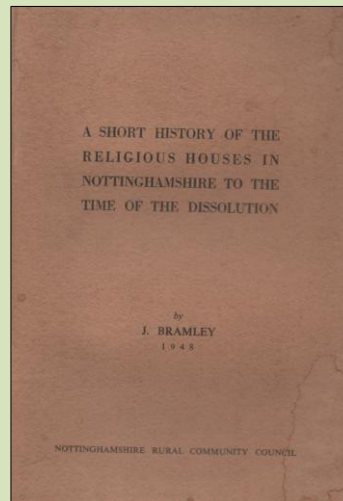 A SHORT HISTORY OF THE
RELIGIOUS HOUSES IN
NOTTINGHAMSHIRE TO THE
TIME OF THE DISSOLUTION
by
J. BRAMLEY
1948
NOTTINGHAMSHIRE RURAL COMMUNITY COUNCIL